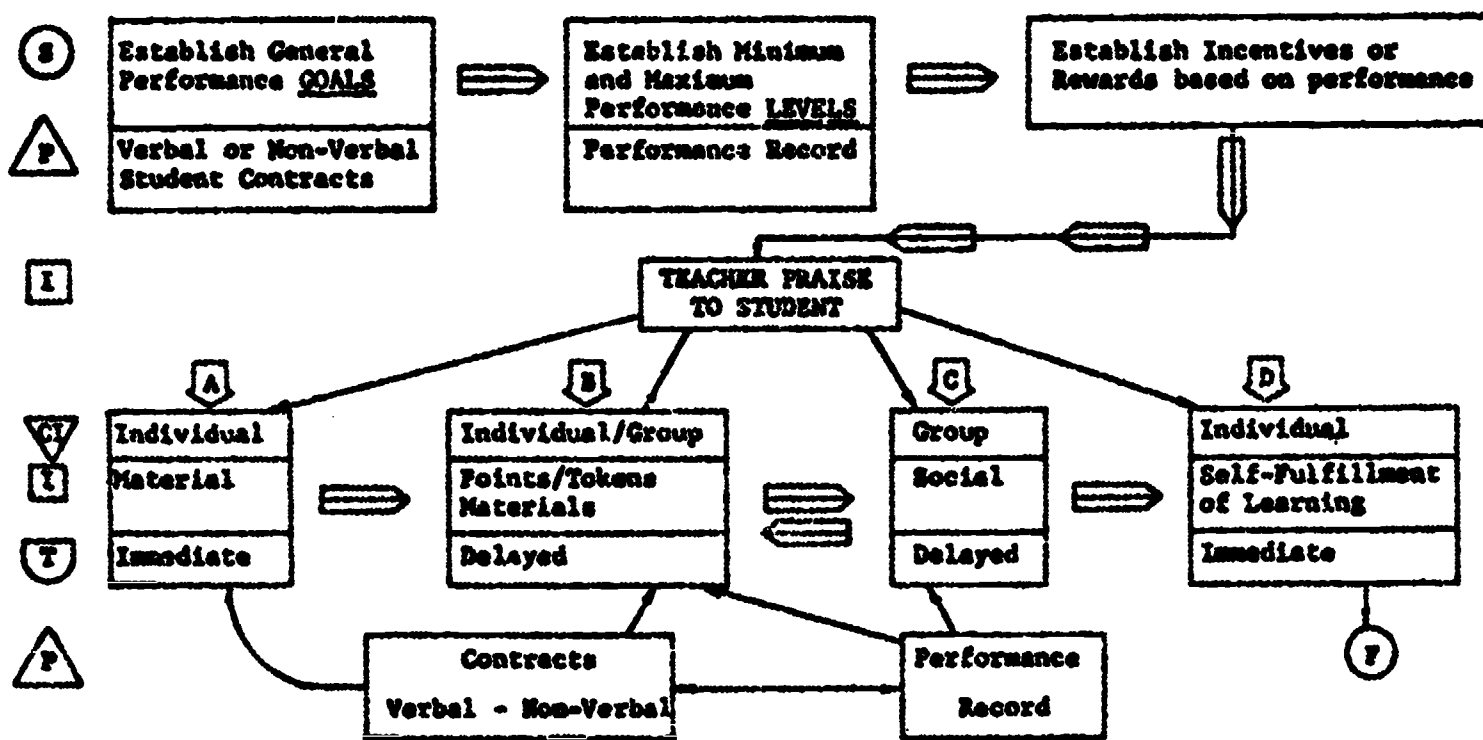 S
Establish General
Performance GOALS
Establish Minimum
and Maximum
Performance LEVELS
Establish Incentives or
Rewards based on performance
P
Verbal or Non-Verbal
Student Contracts
Performance Record
I
TEACHER PRAISE
TO STUDENT
A
B
C
D
CI
Individual
Individual/Group
Group
Individual
I
Material
Points/Tokens
Materials
Social
Self-Fulfillment
of Learning
T
Immediate
Delayed
Delayed
Immediate
P
Contracts
Verbal - Non-Verbal
Performance
Record
F